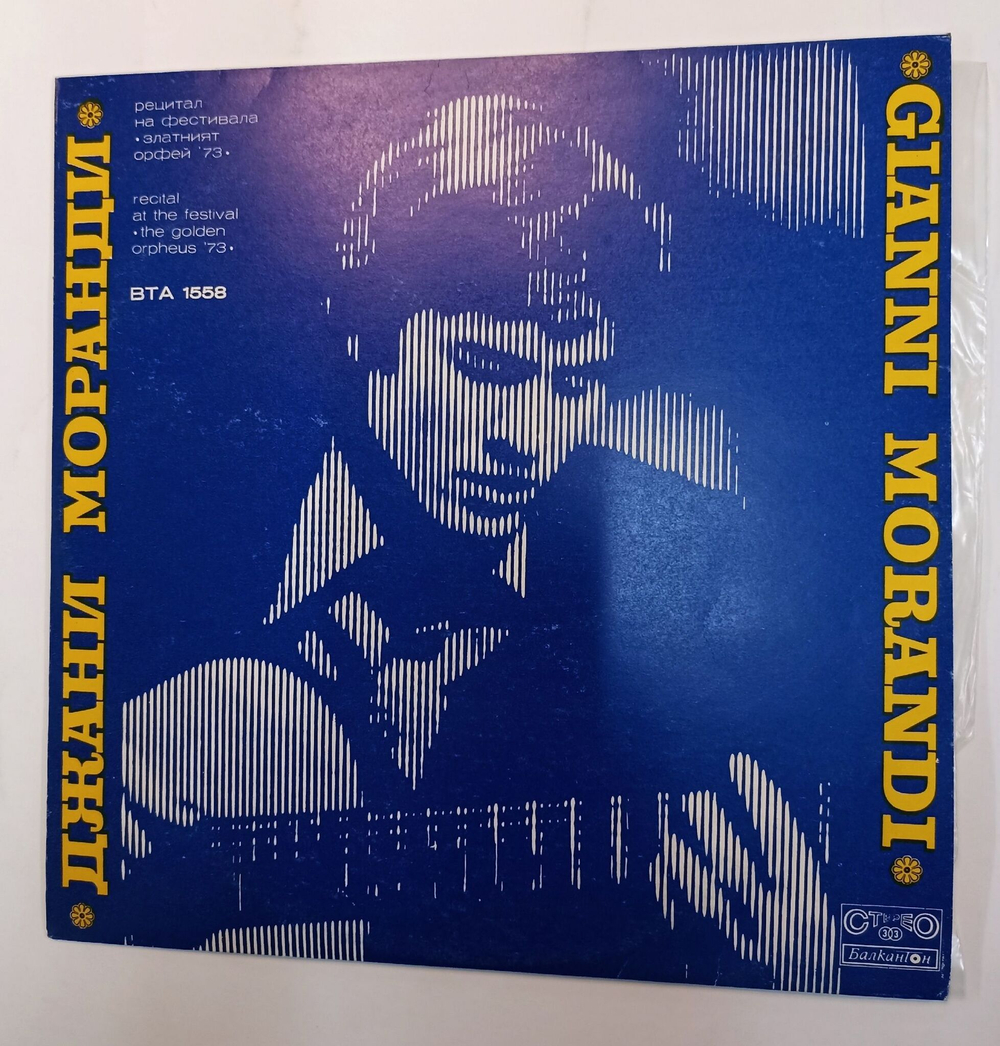 рецитал
на фестивала
•златният
орфей '73•
recital
at the festival
•the golden
orpheus '73•
ВТА 1558
ДЖАНИ МОРАНДИ
GIANNI MORANDI
СТЕРЕО
33
Балкантон